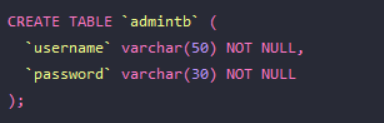 CREATE TABLE `admintb` (
  `username` varchar(50) NOT NULL,
  `password` varchar(30) NOT NULL
);